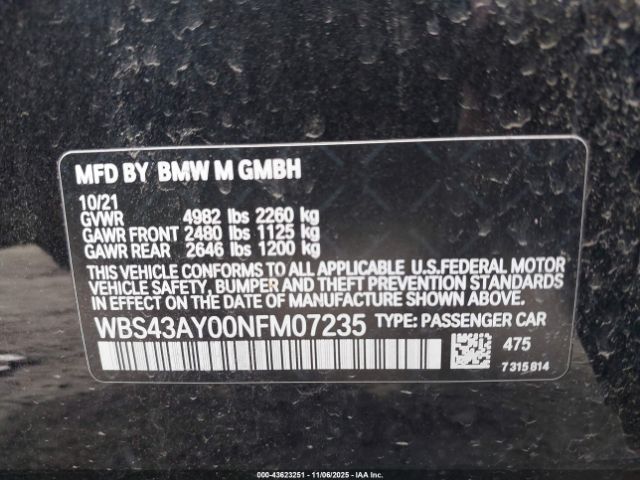 MFD BY BMW M GMBH
10/21
GVWR 4982 lbs 2260 kg
GAWR FRONT 2480 lbs 1125 kg
GAWR REAR 2646 lbs 1200 kg
THIS VEHICLE CONFORMS TO ALL APPLICABLE U.S.FEDERAL MOTOR
VEHICLE SAFETY, BUMPER AND THEFT PREVENTION STANDARDS
IN EFFECT ON THE DATE OF MANUFACTURE SHOWN ABOVE.
WBS43AY00NFM07235 TYPE: PASSENGER CAR
475
7 315 814
000-43623251 - 11/06/2025 - IAA Inc.